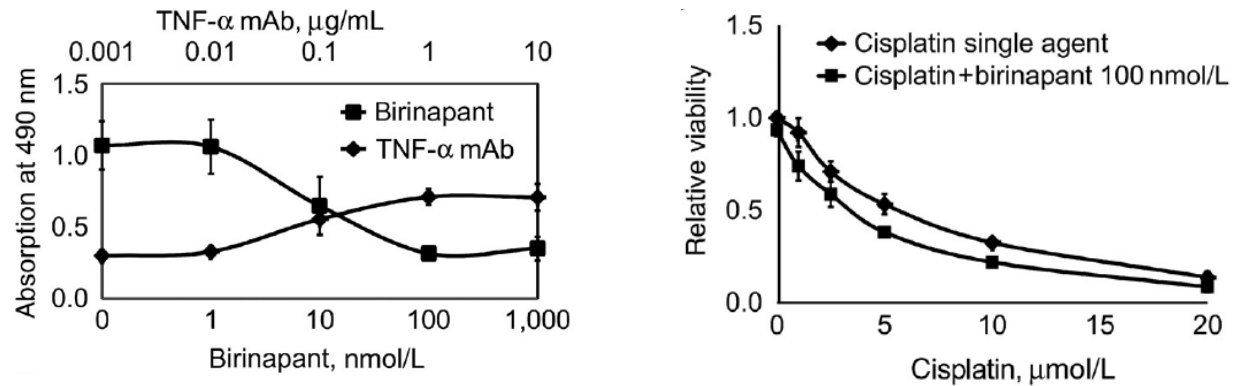 TNF-α mAb, μg/mL
0.001 0.01 0.1 1 10
Absorption at 490 nm
1.5
1.0
0.5
0.0
Birinapant
TNF-α mAb
0 1 10 100 1,000
Birinapant, nmol/L
Relative viability
1.5
1.0
0.5
0.0
Cisplatin single agent
Cisplatin+birinapant 100 nmol/L
0 5 10 15 20
Cisplatin, μmol/L